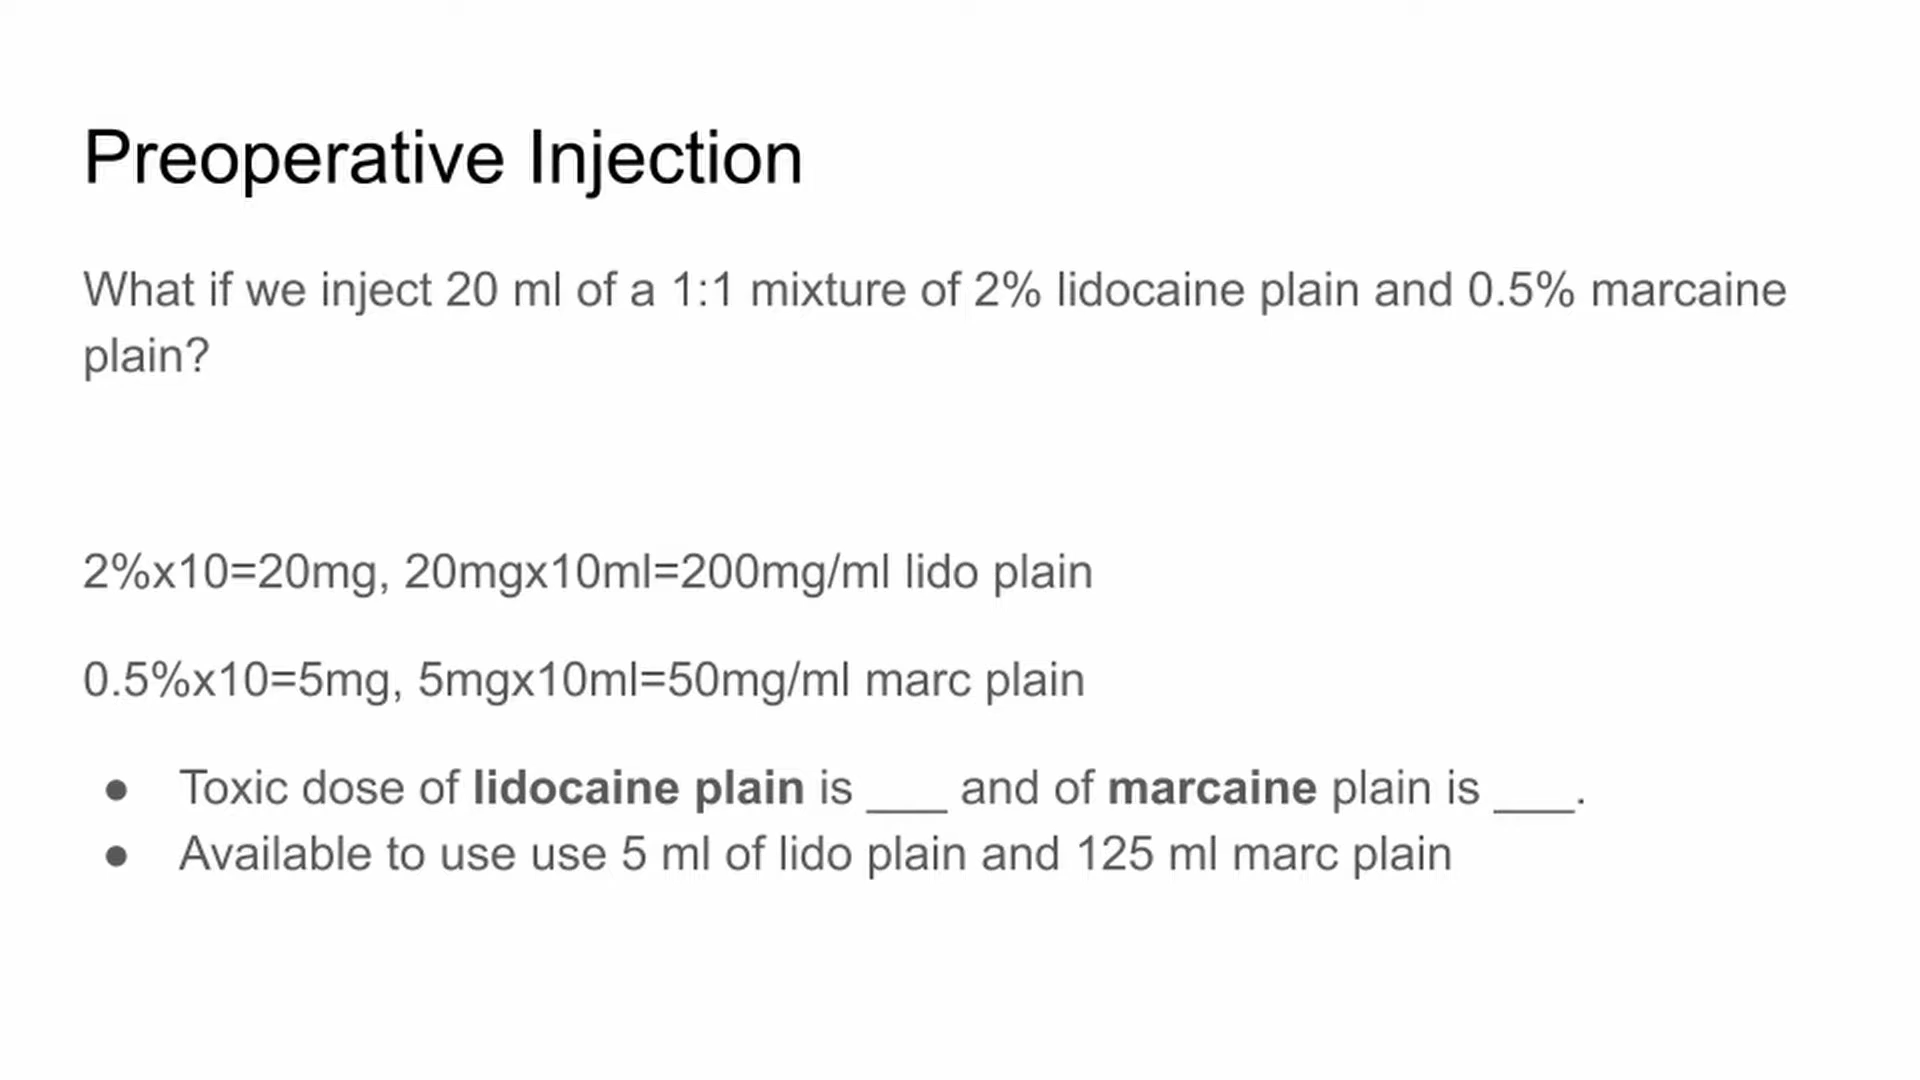 Preoperative Injection
What if we inject 20 ml of a 1:1 mixture of 2% lidocaine plain and 0.5% marcaine
plain?
2%x10=20mg, 20mgx10ml=200mg/ml lido plain
0.5%x10=5mg, 5mgx10ml=50mg/ml marc plain
● Toxic dose of lidocaine plain is ___ and of marcaine plain is ___.
● Available to use use 5 ml of lido plain and 125 ml marc plain